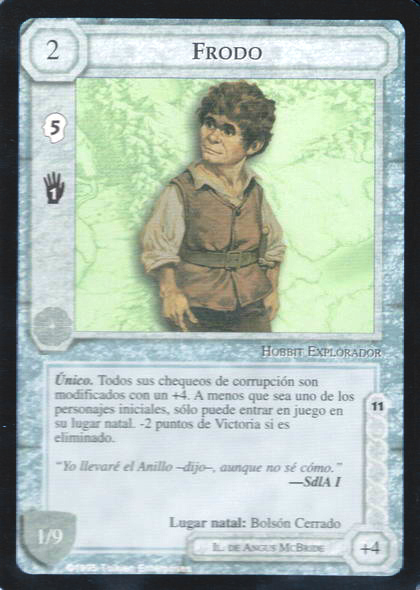 2
FRODO
5
1
HOBBIT EXPLORADOR
Único. Todos sus chequeos de corrupción son
modificados con un +4. A menos que sea uno de los
personajes iniciales, sólo puede entrar en juego en
su lugar natal. -2 puntos de Victoria si es
eliminado.
11
“Yo llevaré el Anillo –dijo–, aunque no sé cómo.”
—SdlA I
Lugar natal: Bolsón Cerrado
1/9
IL. DE ANGUS MCBRIDE
+4
©1995 Tolkien Enterprises